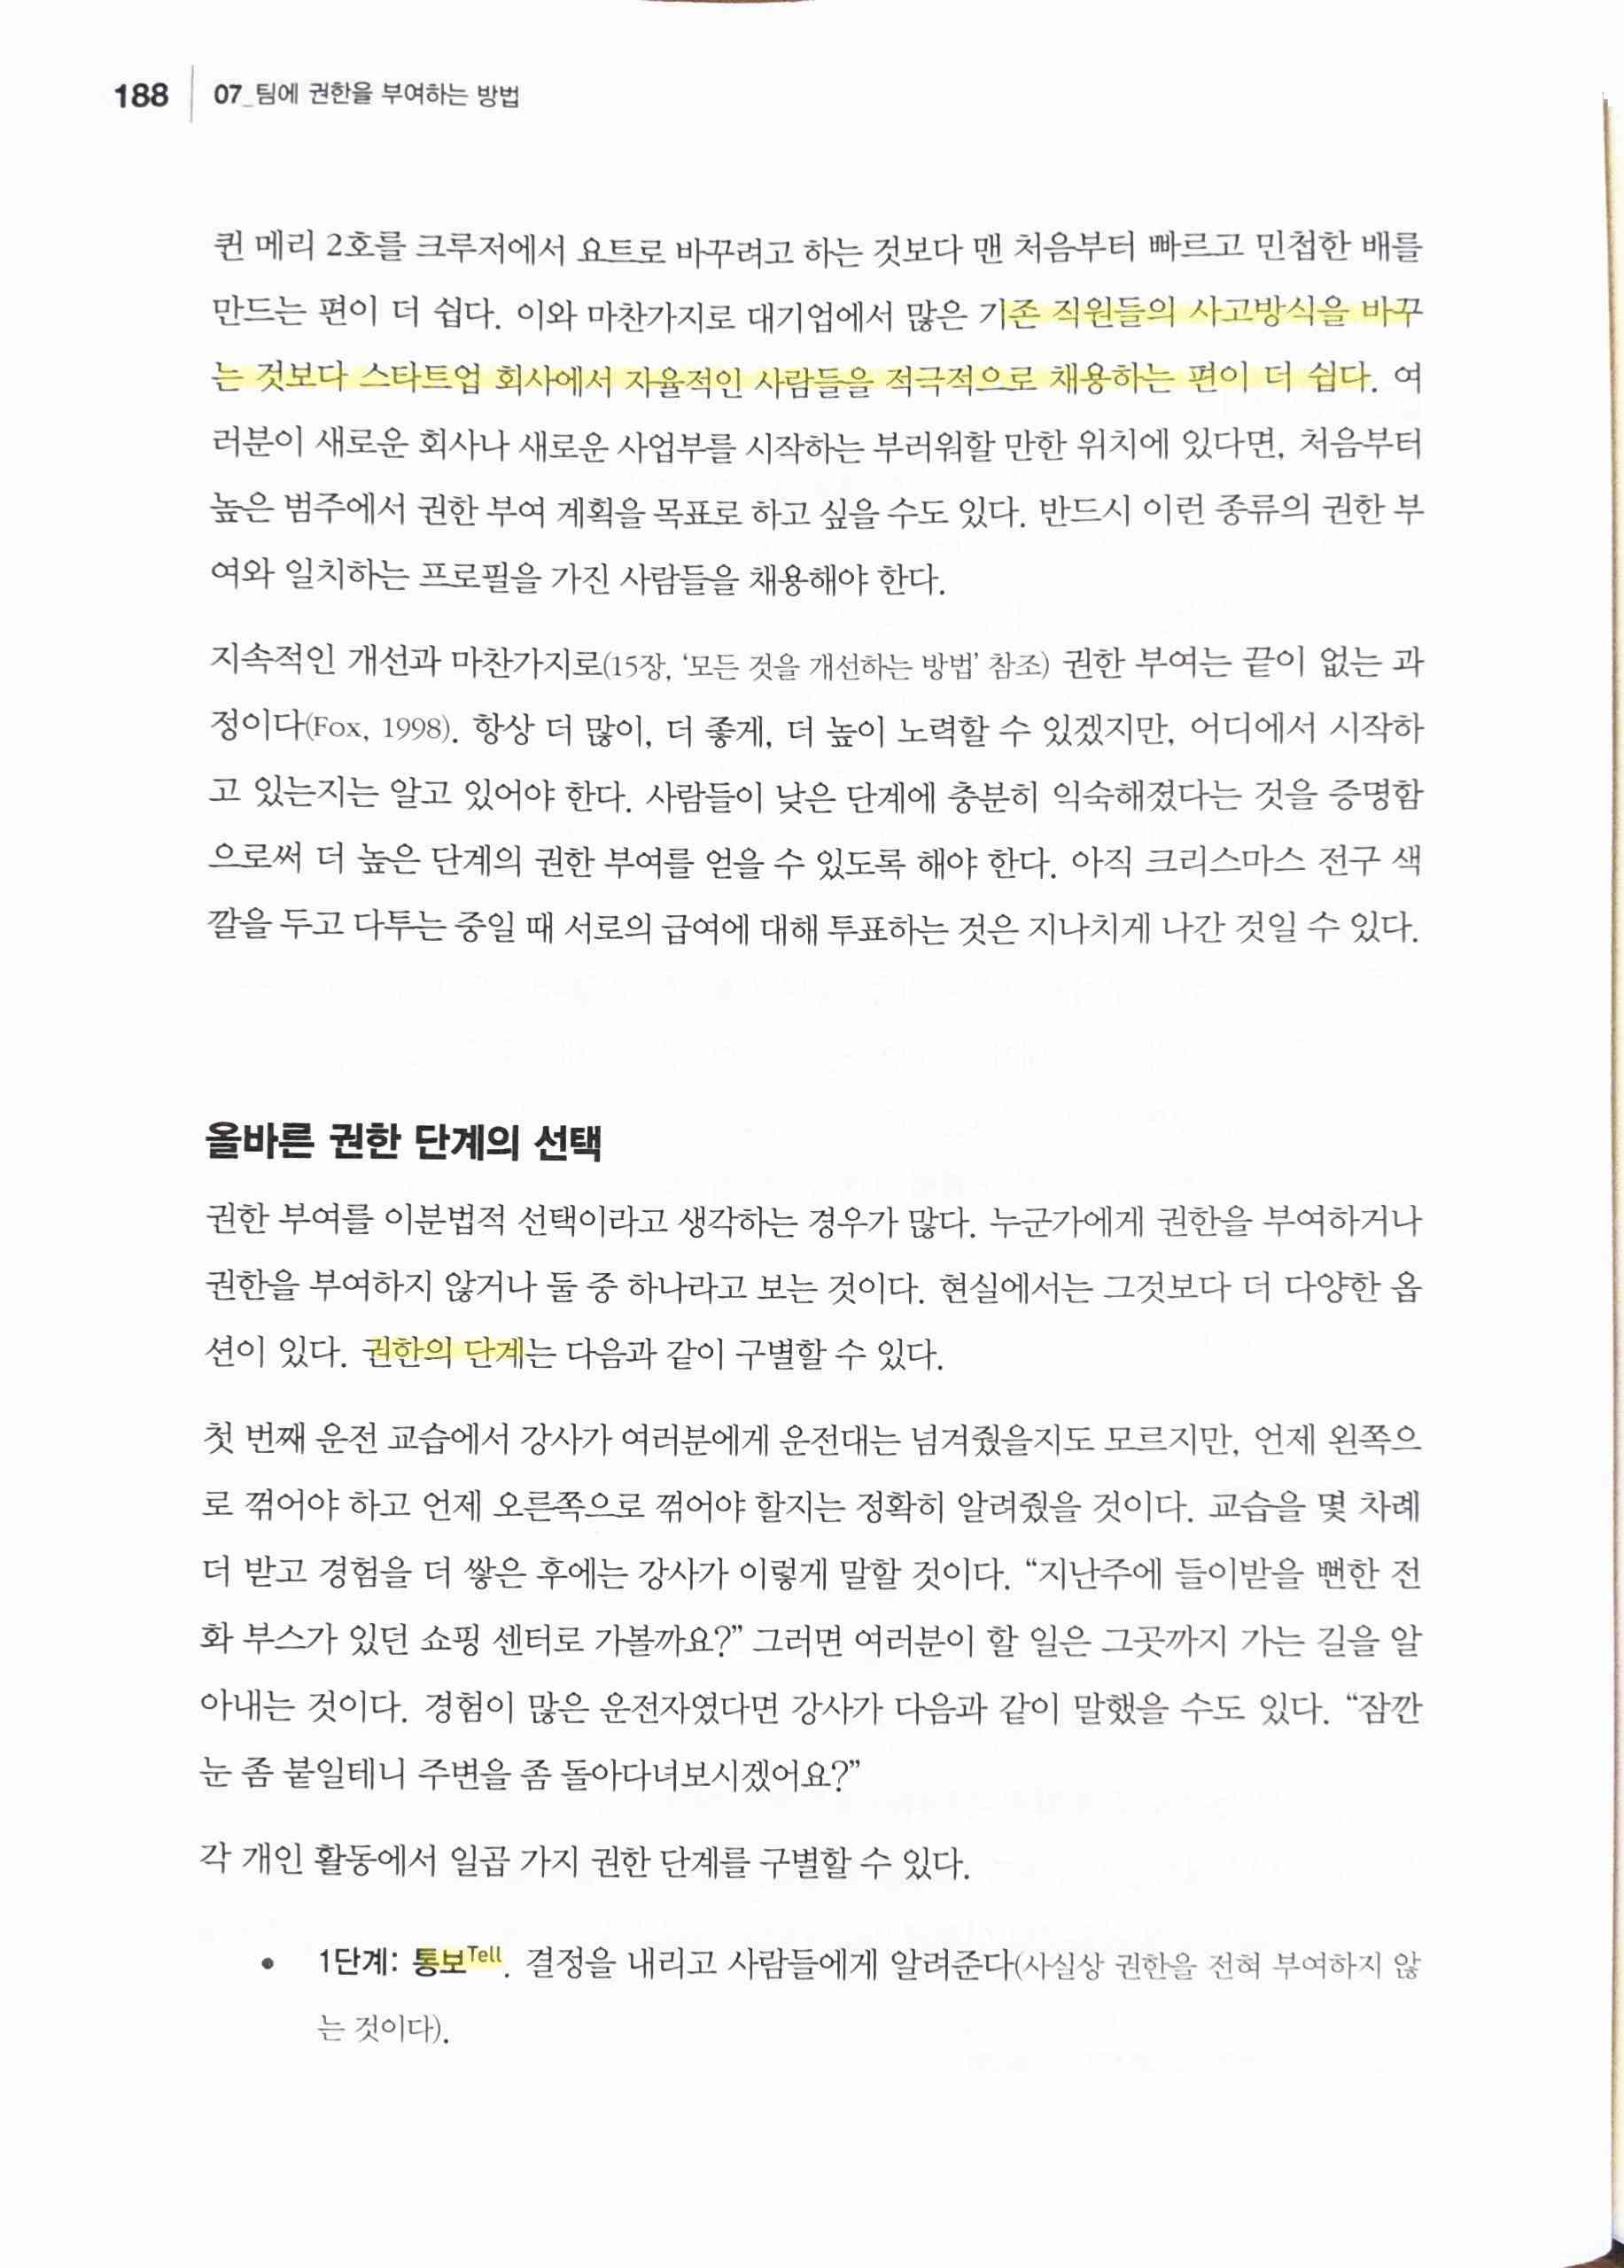 188 07_팀에 권한을 부여하는 방법
퀸 메리 2호를 크루저에서 요트로 바꾸려고 하는 것보다 맨 처음부터 빠르고 민첩한 배를
만드는 편이 더 쉽다. 이와 마찬가지로 대기업에서 많은 기존 직원들의 사고방식을 바꾸
는 것보다 스타트업 회사에서 자율적인 사람들을 적극적으로 채용하는 편이 더 쉽다. 여
러분이 새로운 회사나 새로운 사업부를 시작하는 부러워할 만한 위치에 있다면, 처음부터
높은 범주에서 권한 부여 계획을 목표로 하고 싶을 수도 있다. 반드시 이런 종류의 권한 부
여와 일치하는 프로필을 가진 사람들을 채용해야 한다.
지속적인 개선과 마찬가지로(15장, ‘모든 것을 개선하는 방법’ 참조) 권한 부여는 끝이 없는 과
정이다(Fox, 1998). 항상 더 많이, 더 좋게, 더 높이 노력할 수 있겠지만, 어디에서 시작하
고 있는지는 알고 있어야 한다. 사람들이 낮은 단계에 충분히 익숙해졌다는 것을 증명함
으로써 더 높은 단계의 권한 부여를 얻을 수 있도록 해야 한다. 아직 크리스마스 전구 색
깔을 두고 다투는 중일 때 서로의 급여에 대해 투표하는 것은 지나치게 나간 것일 수 있다.
올바른 권한 단계의 선택
권한 부여를 이분법적 선택이라고 생각하는 경우가 많다. 누군가에게 권한을 부여하거나
권한을 부여하지 않거나 둘 중 하나라고 보는 것이다. 현실에서는 그것보다 더 다양한 옵
션이 있다. 권한의 단계는 다음과 같이 구별할 수 있다.
첫 번째 운전 교습에서 강사가 여러분에게 운전대는 넘겨줬을지도 모르지만, 언제 왼쪽으
로 꺾어야 하고 언제 오른쪽으로 꺾어야 할지는 정확히 알려줬을 것이다. 교습을 몇 차례
더 받고 경험을 더 쌓은 후에는 강사가 이렇게 말할 것이다. “지난주에 들이받을 뻔한 전
화 부스가 있던 쇼핑 센터로 가볼까요?” 그러면 여러분이 할 일은 그곳까지 가는 길을 알
아내는 것이다. 경험이 많은 운전자였다면 강사가 다음과 같이 말했을 수도 있다. “잠깐
눈 좀 붙일테니 주변을 좀 돌아다녀보시겠어요?”
각 개인 활동에서 일곱 가지 권한 단계를 구별할 수 있다.
• 1단계: 통보Tell. 결정을 내리고 사람들에게 알려준다(사실상 권한을 전혀 부여하지 않
는 것이다).